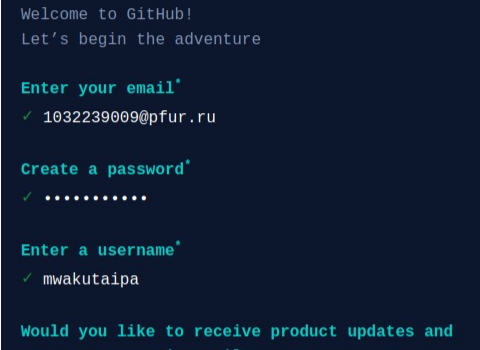 Welcome to GitHub!
Let’s begin the adventure
Enter your email*
✓ 1032239009@pfur.ru
Create a password*
✓ •••••••••••
Enter a username*
✓ mwakutaipa
Would you like to receive product updates and